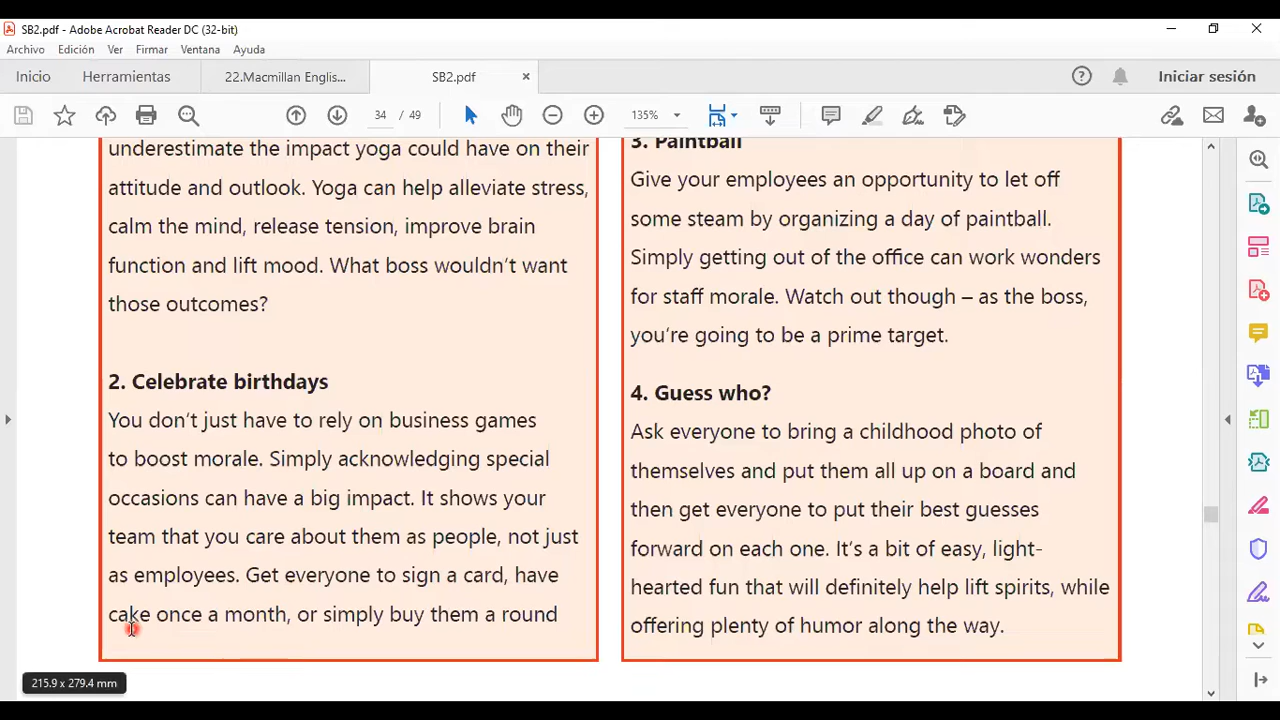 SB2.pdf - Adobe Acrobat Reader DC (32-bit)
Archivo Edición Ver Firmar Ventana Ayuda
Inicio Herramientas 22.Macmillan Englis... SB2.pdf × Iniciar sesión
34 / 49 135%
underestimate the impact yoga could have on their
attitude and outlook. Yoga can help alleviate stress,
calm the mind, release tension, improve brain
function and lift mood. What boss wouldn't want
those outcomes?
2. Celebrate birthdays
You don't just have to rely on business games
to boost morale. Simply acknowledging special
occasions can have a big impact. It shows your
team that you care about them as people, not just
as employees. Get everyone to sign a card, have
cake once a month, or simply buy them a round
3. Paintball
Give your employees an opportunity to let off
some steam by organizing a day of paintball.
Simply getting out of the office can work wonders
for staff morale. Watch out though – as the boss,
you're going to be a prime target.
4. Guess who?
Ask everyone to bring a childhood photo of
themselves and put them all up on a board and
then get everyone to put their best guesses
forward on each one. It's a bit of easy, light-
hearted fun that will definitely help lift spirits, while
offering plenty of humor along the way.
215.9 x 279.4 mm